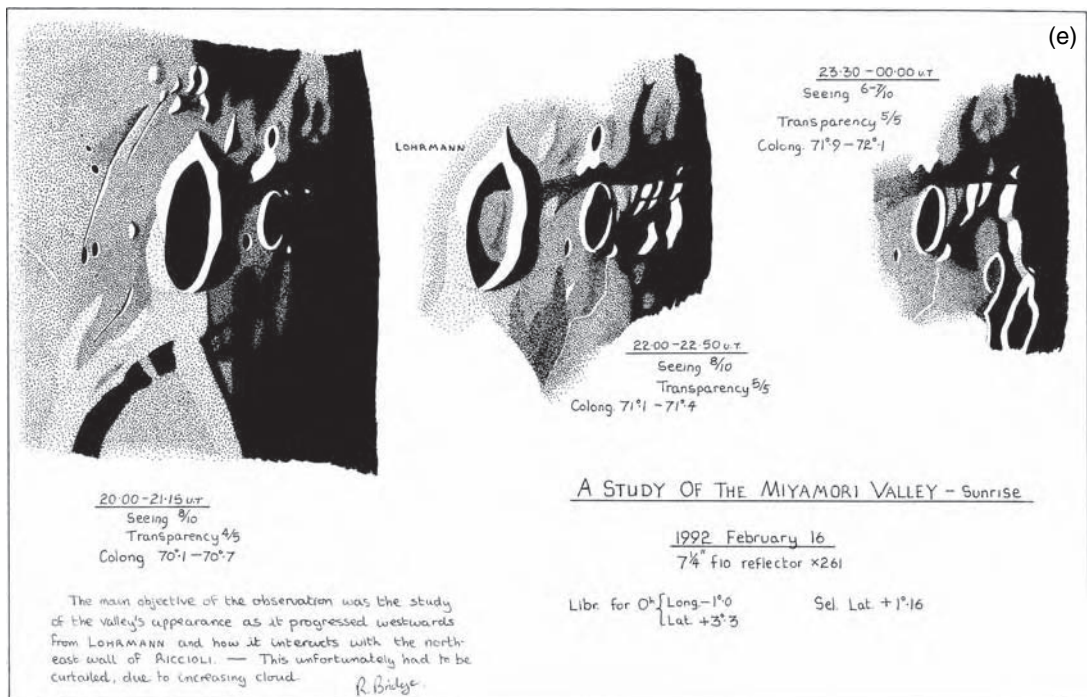 (e)
23·30 – 00·00 U.T
Seeing 6–7/10
Transparency 5/5
Colong. 71°·9 – 72°·1
LOHRMANN
22·00 – 22·50 U.T.
Seeing 8/10
Transparency 5/5
Colong. 71°·1 – 71°·4
20·00 – 21·15 U.T
Seeing 8/10
Transparency 4/5
Colong 70°·1 – 70°·7
A STUDY OF THE MIYAMORI VALLEY – Sunrise
1992 February 16
7¼" f10 reflector ×261
Libr. for 0ʰ { Long. –1°·0
Lat. +3°·3
Sel. Lat. +1°·16
The main objective of the observation was the study
of the valley's appearance as it progressed westwards
from LOHRMANN and how it interacts with the north-
east wall of RICCIOLI. — This unfortunately had to be
curtailed, due to increasing cloud.
R. Bridge.